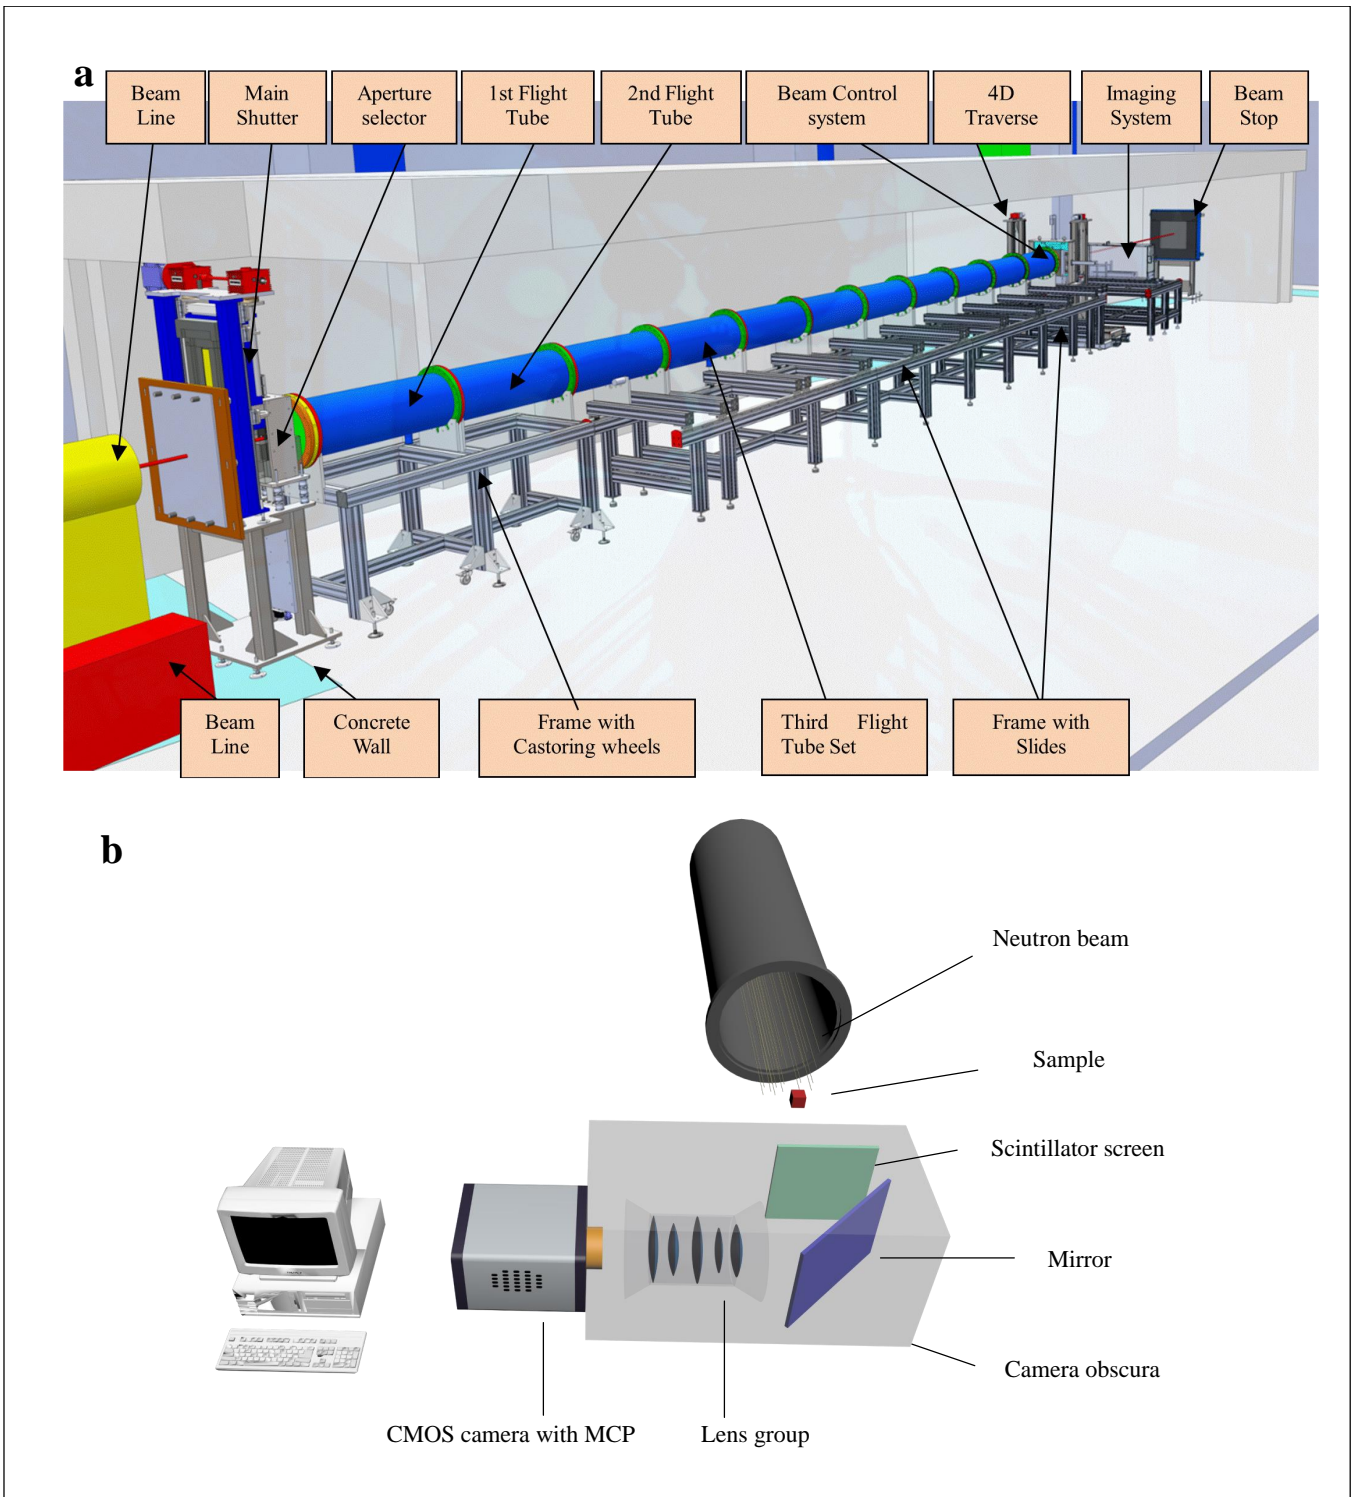 a
Beam
Line
Main
Shutter
Aperture
selector
1st Flight
Tube
2nd Flight
Tube
Beam Control
system
4D
Traverse
Imaging
System
Beam
Stop
Beam
Line
Concrete
Wall
Frame with
Castoring wheels
Third Flight
Tube Set
Frame with
Slides
b
Neutron beam
Sample
Scintillator screen
Mirror
Camera obscura
CMOS camera with MCP
Lens group